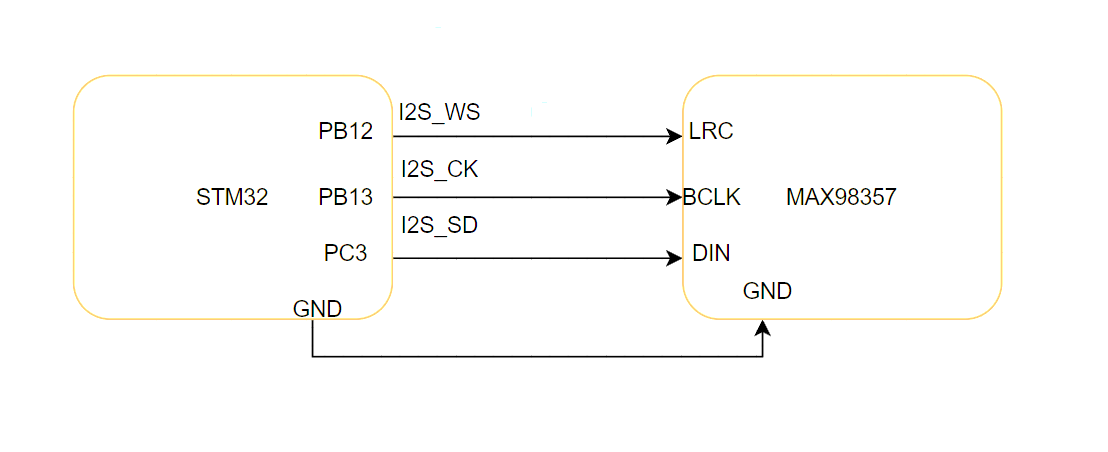 I2S_WS
PB12
LRC
I2S_CK
STM32
PB13
BCLK
MAX98357
I2S_SD
PC3
DIN
GND
GND